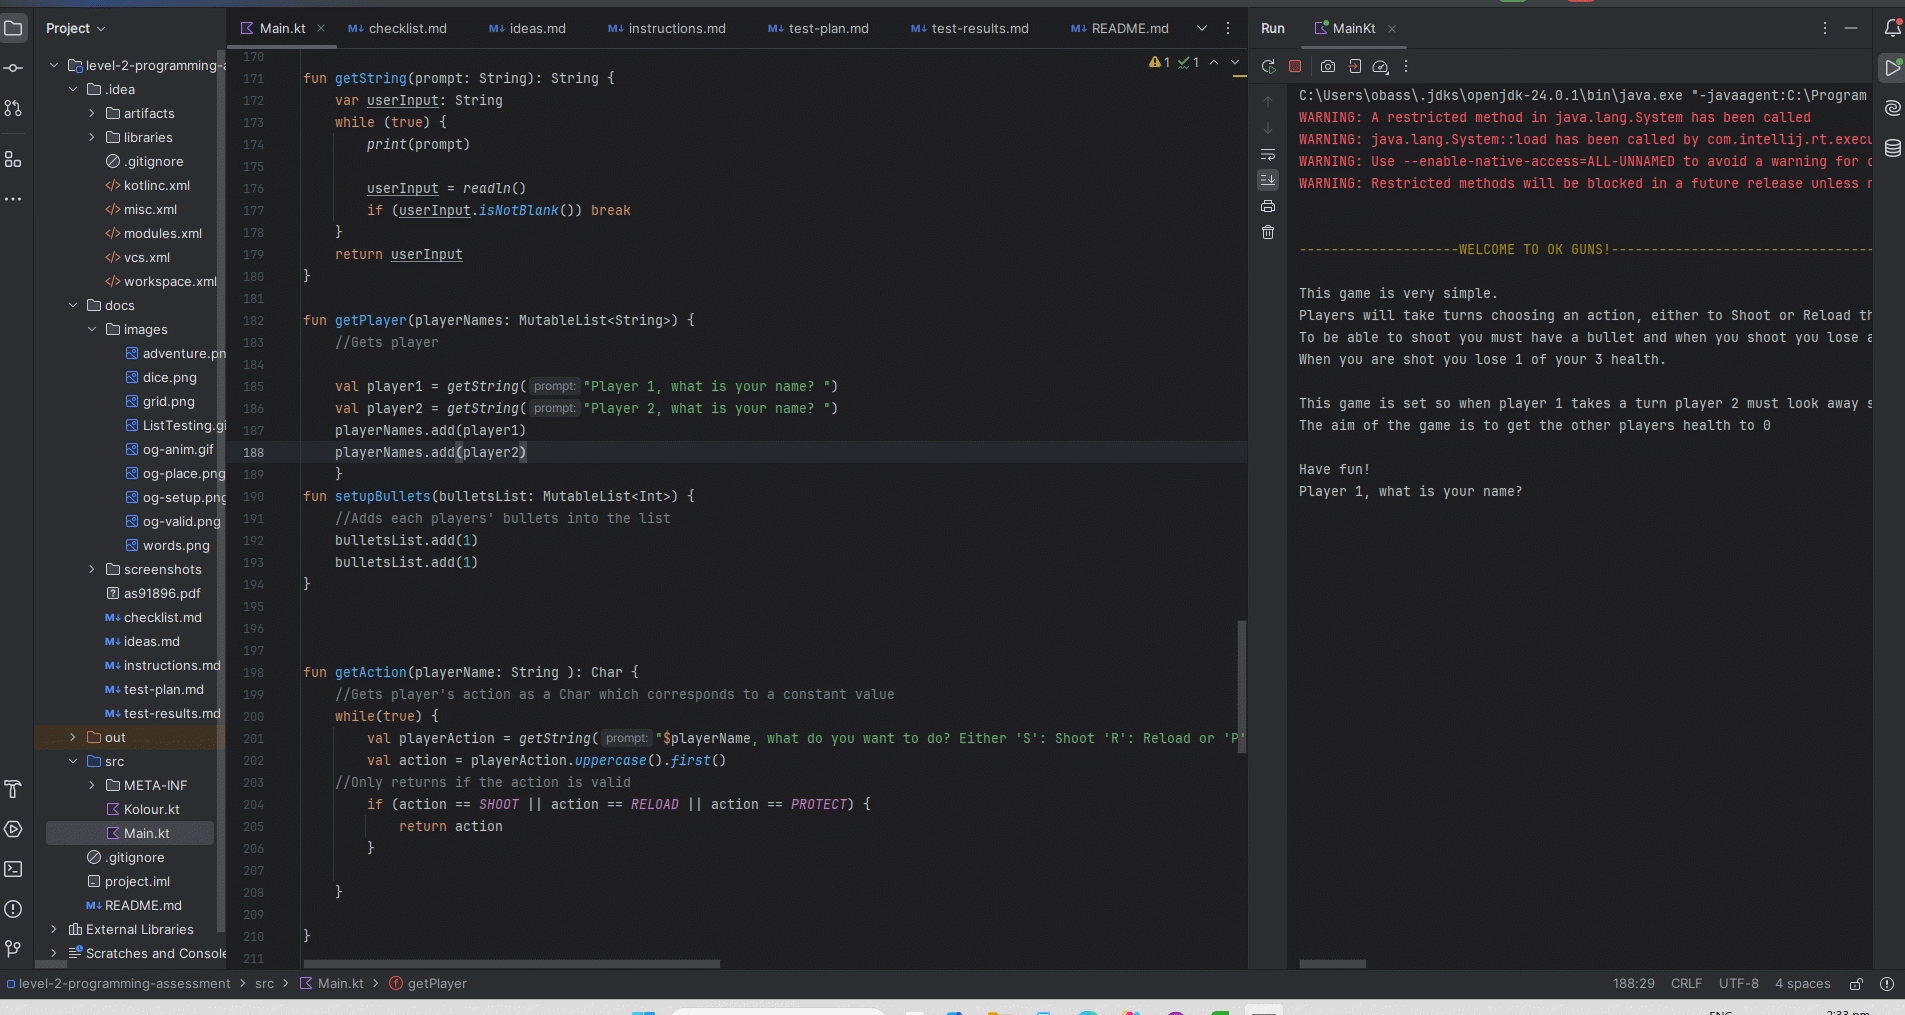 Project
Main.kt
checklist.md
ideas.md
instructions.md
test-plan.md
test-results.md
README.md
Run
MainKt
level-2-programming-a
.idea
artifacts
libraries
.gitignore
kotlinc.xml
misc.xml
modules.xml
vcs.xml
workspace.xml
docs
images
adventure.pn
dice.png
grid.png
ListTesting.gi
og-anim.gif
og-place.png
og-setup.png
og-valid.png
words.png
screenshots
as91896.pdf
checklist.md
ideas.md
instructions.md
test-plan.md
test-results.md
out
src
META-INF
Kolour.kt
Main.kt
.gitignore
project.iml
README.md
External Libraries
Scratches and Console
1 1
170
171 fun getString(prompt: String): String {
172 var userInput: String
173 while (true) {
174 print(prompt)
175
176 userInput = readln()
177 if (userInput.isNotBlank()) break
178 }
179 return userInput
180 }
181
182 fun getPlayer(playerNames: MutableList<String>) {
183 //Gets player
184
185 val player1 = getString( prompt: "Player 1, what is your name? ")
186 val player2 = getString( prompt: "Player 2, what is your name? ")
187 playerNames.add(player1)
188 playerNames.add(player2)
189 }
190 fun setupBullets(bulletsList: MutableList<Int>) {
191 //Adds each players' bullets into the list
192 bulletsList.add(1)
193 bulletsList.add(1)
194 }
195
196
197
198 fun getAction(playerName: String ): Char {
199 //Gets player's action as a Char which corresponds to a constant value
200 while(true) {
201 val playerAction = getString( prompt: "$playerName, what do you want to do? Either 'S': Shoot 'R': Reload or 'P'
202 val action = playerAction.uppercase().first()
203 //Only returns if the action is valid
204 if (action == SHOOT || action == RELOAD || action == PROTECT) {
205 return action
206 }
207
208 }
209
210 }
211
C:\Users\obass\.jdks\openjdk-24.0.1\bin\java.exe "-javaagent:C:\Program
WARNING: A restricted method in java.lang.System has been called
WARNING: java.lang.System::load has been called by com.intellij.rt.execu
WARNING: Use --enable-native-access=ALL-UNNAMED to avoid a warning for c
WARNING: Restricted methods will be blocked in a future release unless n
--------------------WELCOME TO OK GUNS!---------------------------------
This game is very simple.
Players will take turns choosing an action, either to Shoot or Reload th
To be able to shoot you must have a bullet and when you shoot you lose a
When you are shot you lose 1 of your 3 health.
This game is set so when player 1 takes a turn player 2 must look away s
The aim of the game is to get the other players health to 0
Have fun!
Player 1, what is your name?
level-2-programming-assessment > src > Main.kt > getPlayer
188:29 CRLF UTF-8 4 spaces